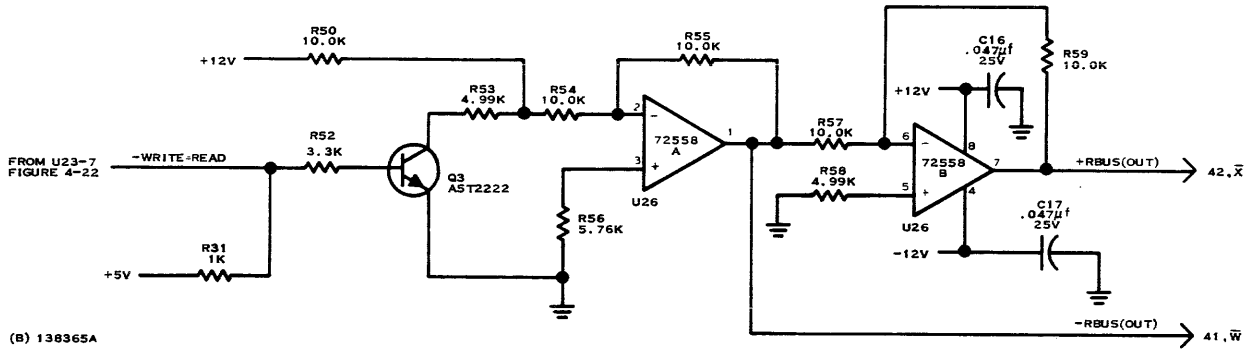 R50
10.0K
+12V
R53
4.99K
R54
10.0K
R55
10.0K
2
−
72558
A
1
3
+
U26
R52
3.3K
FROM U23-7
FIGURE 4-22
-WRITE=READ
Q3
AST2222
R31
1K
+5V
R56
5.76K
R57
10.0K
R58
4.99K
6
−
72558
B
5
+
7
8
4
U26
+12V
C16
.047μf
25V
R59
10.0K
+RBUS(OUT)
42,X̅
C17
.047μf
25V
-12V
-RBUS(OUT)
41,W̅
(B) 138365A